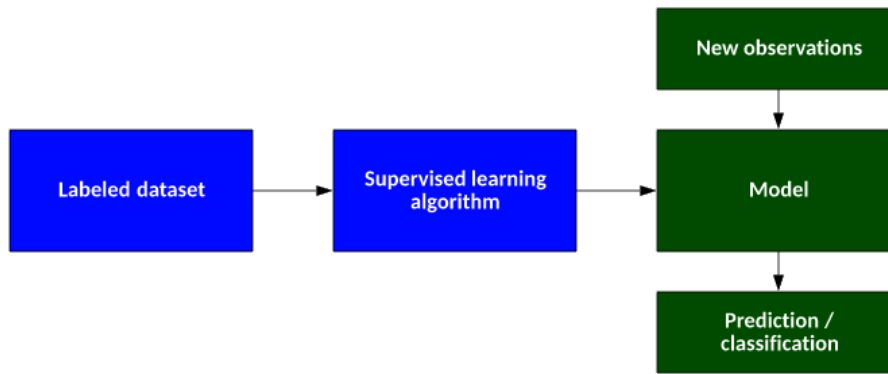 New observations
Labeled dataset
Supervised learning
algorithm
Model
Prediction /
classification